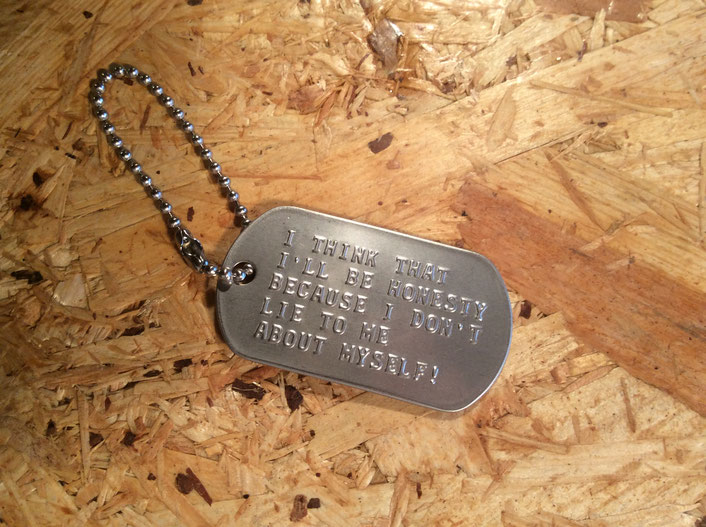 I THINK THAT
I'LL BE HONESTY
BECAUSE I DON'T
LIE TO ME
ABOUT MYSELF!